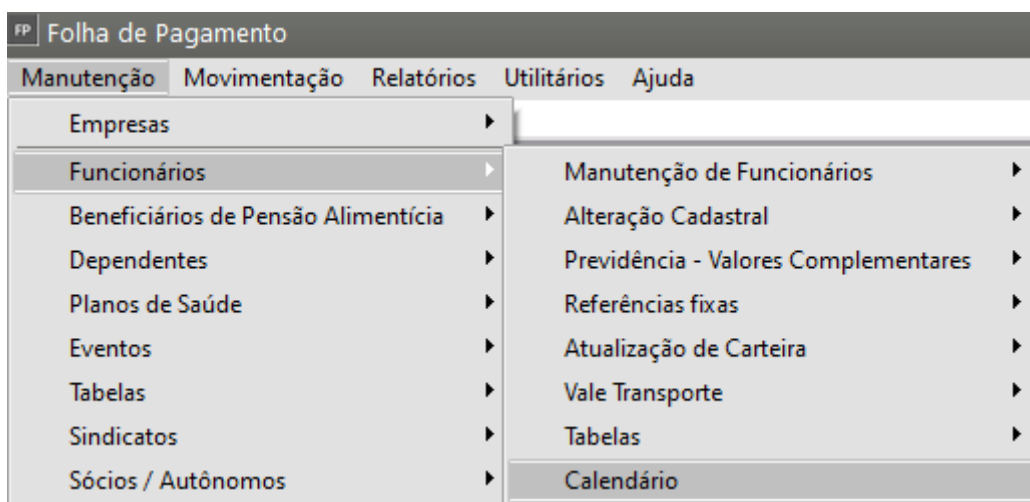 FP Folha de Pagamento
Manutenção Movimentação Relatórios Utilitários Ajuda
Empresas
Funcionários
Beneficiários de Pensão Alimentícia
Dependentes
Planos de Saúde
Eventos
Tabelas
Sindicatos
Sócios / Autônomos
Manutenção de Funcionários
Alteração Cadastral
Previdência - Valores Complementares
Referências fixas
Atualização de Carteira
Vale Transporte
Tabelas
Calendário